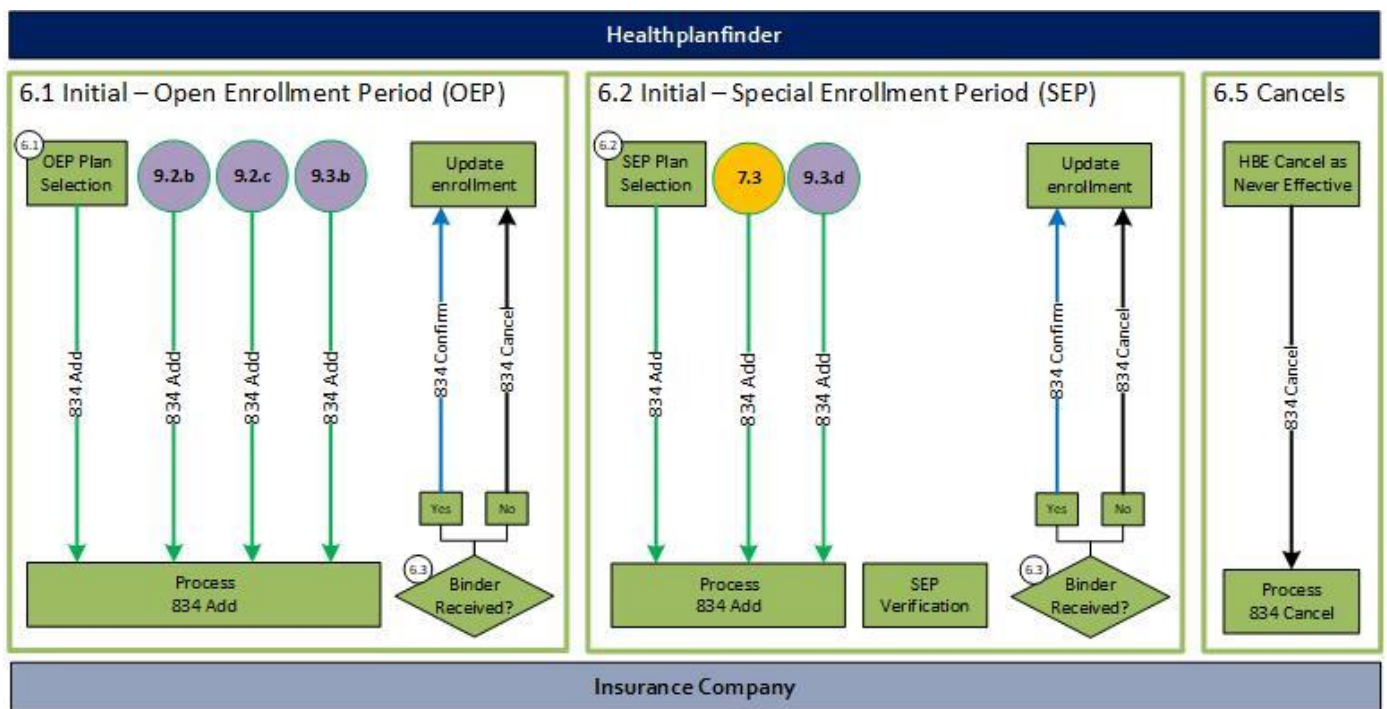 Healthplanfinder
6.1 Initial – Open Enrollment Period (OEP)
6.1
OEP Plan
Selection
9.2.b
9.2.c
9.3.b
Update
enrollment
834 Add
834 Add
834 Add
834 Add
834 Confirm
834 Cancel
Yes
No
Process
834 Add
6.3
Binder
Received?
6.2 Initial – Special Enrollment Period (SEP)
6.2
SEP Plan
Selection
7.3
9.3.d
Update
enrollment
834 Add
834 Add
834 Add
834 Confirm
834 Cancel
Yes
No
Process
834 Add
SEP
Verification
6.3
Binder
Received?
6.5 Cancels
HBE Cancel as
Never Effective
834 Cancel
Process
834 Cancel
Insurance Company